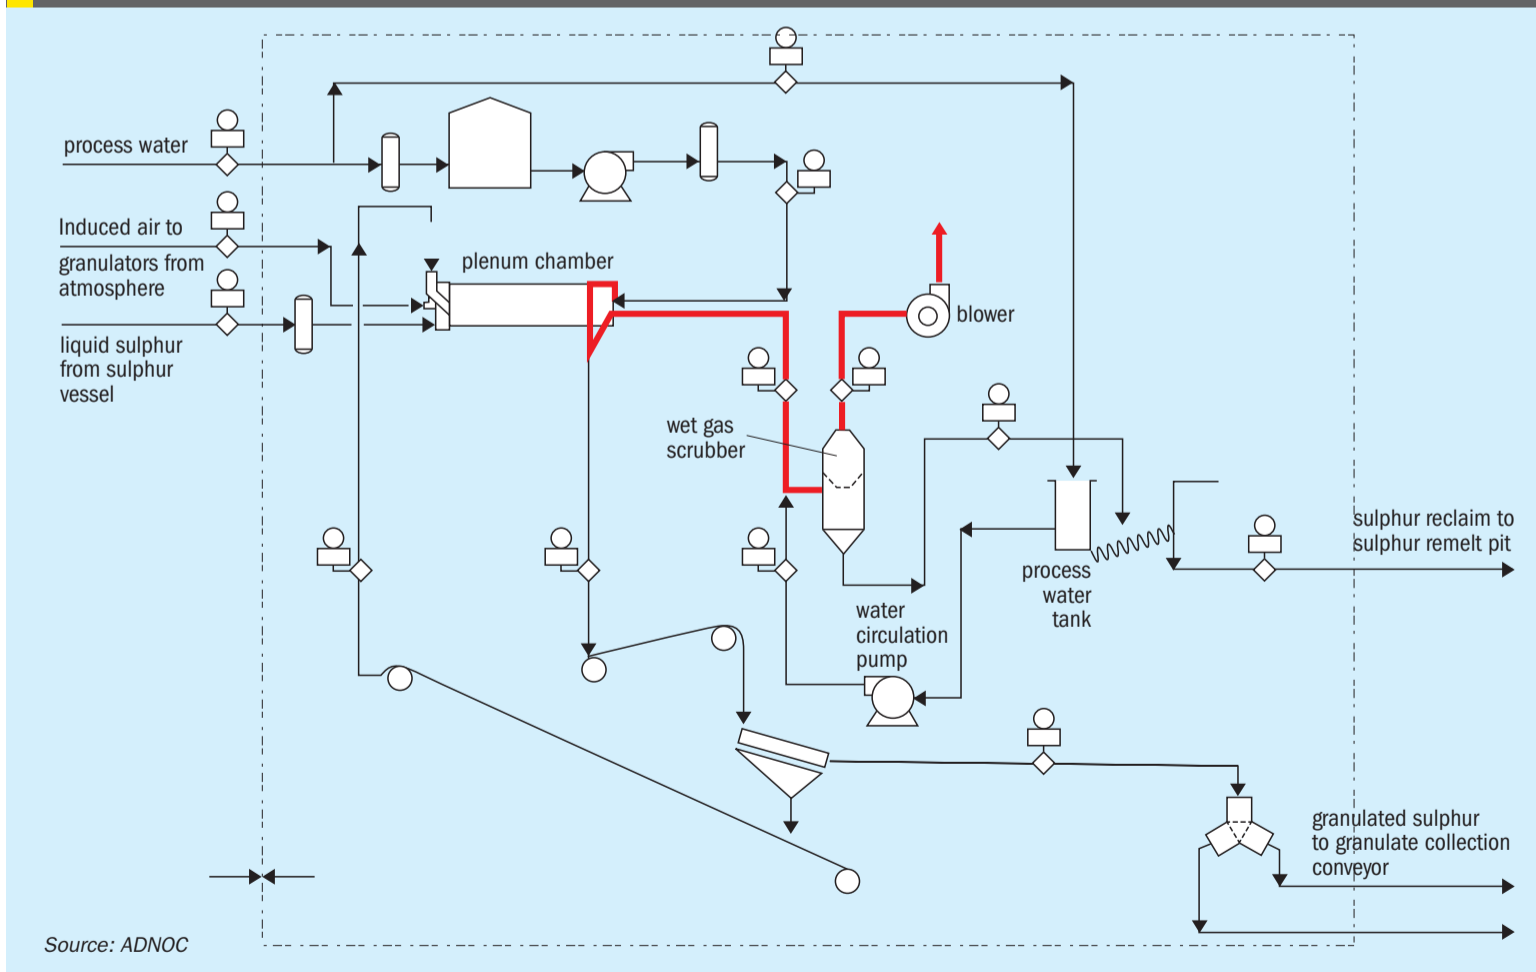 process water
Induced air to
granulators from
atmosphere
plenum chamber
blower
liquid sulphur
from sulphur
vessel
wet gas
scrubber
sulphur reclaim to
sulphur remelt pit
process
water
tank
water
circulation
pump
granulated sulphur
to granulate collection
conveyor
Source: ADNOC